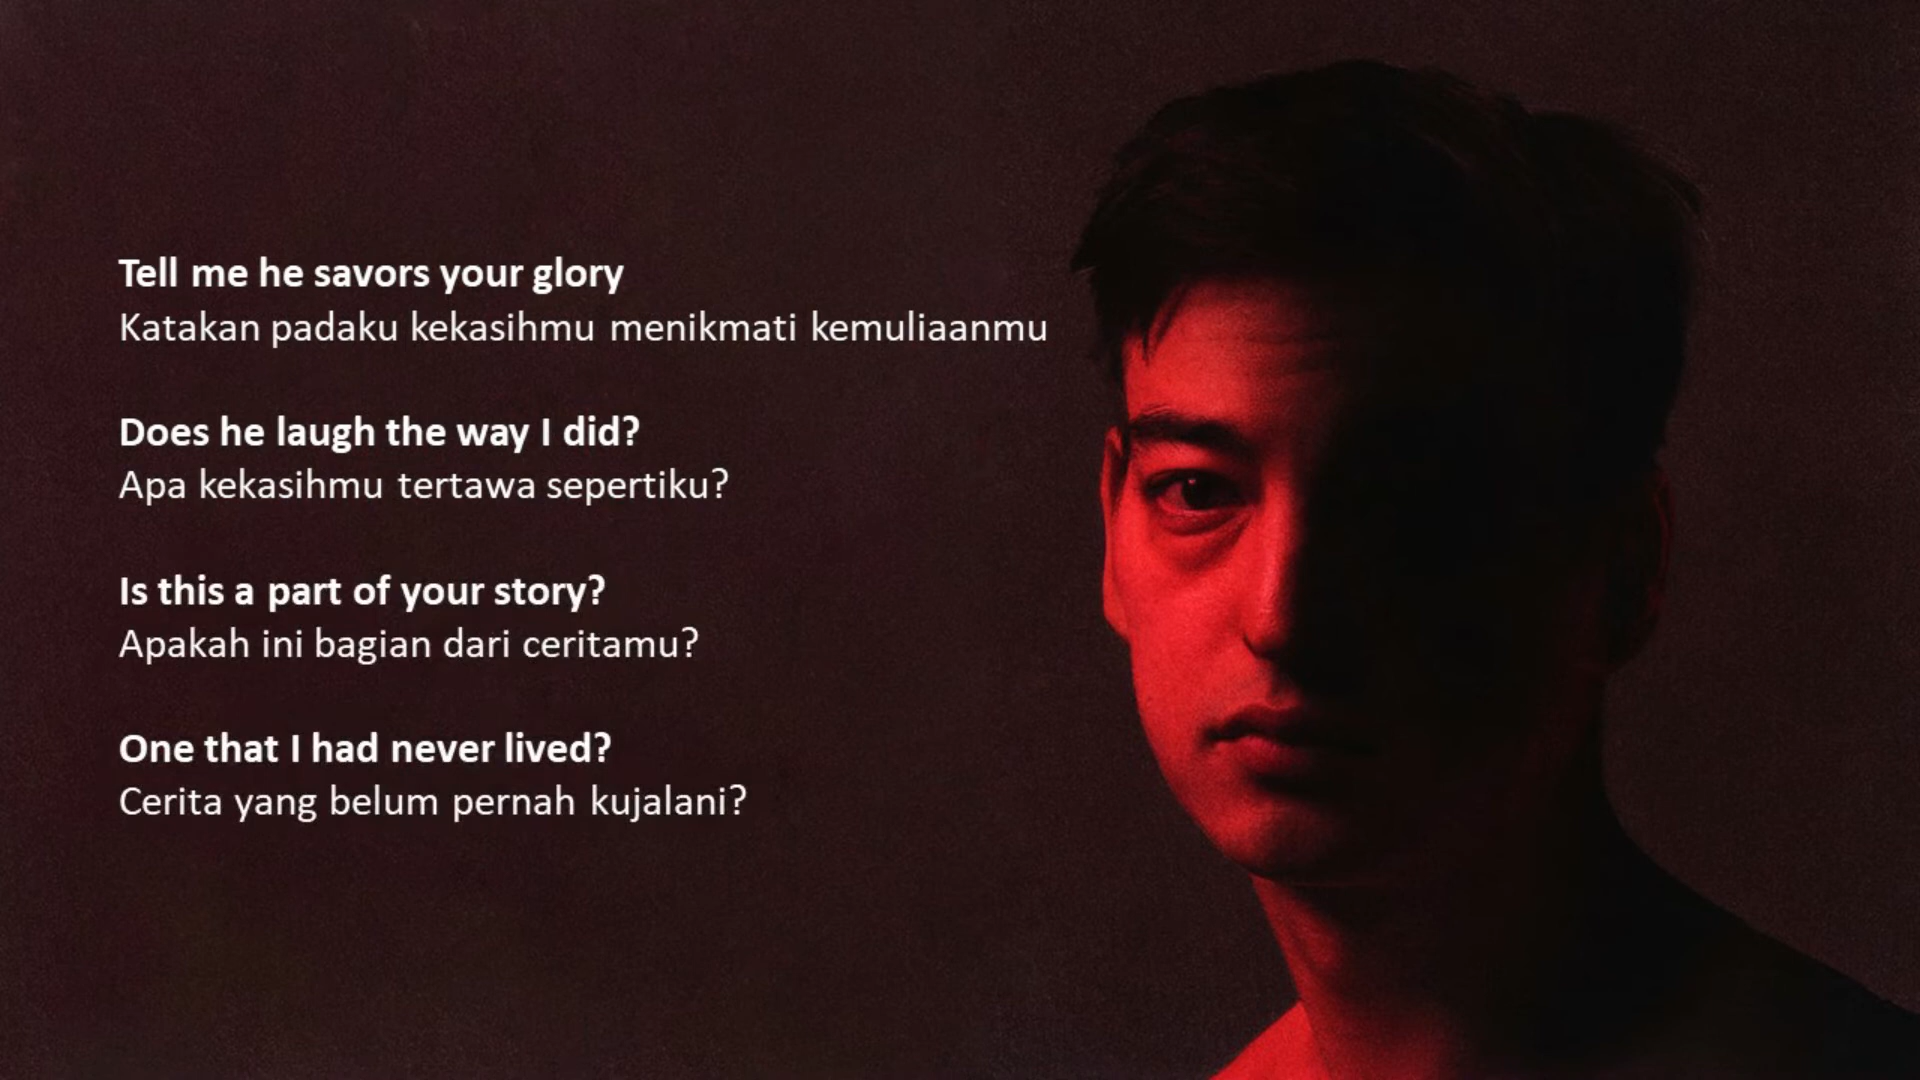 Tell me he savors your glory
Katakan padaku kekasihmu menikmati kemuliaanmu
Does he laugh the way I did?
Apa kekasihmu tertawa sepertiku?
Is this a part of your story?
Apakah ini bagian dari ceritamu?
One that I had never lived?
Cerita yang belum pernah kujalani?